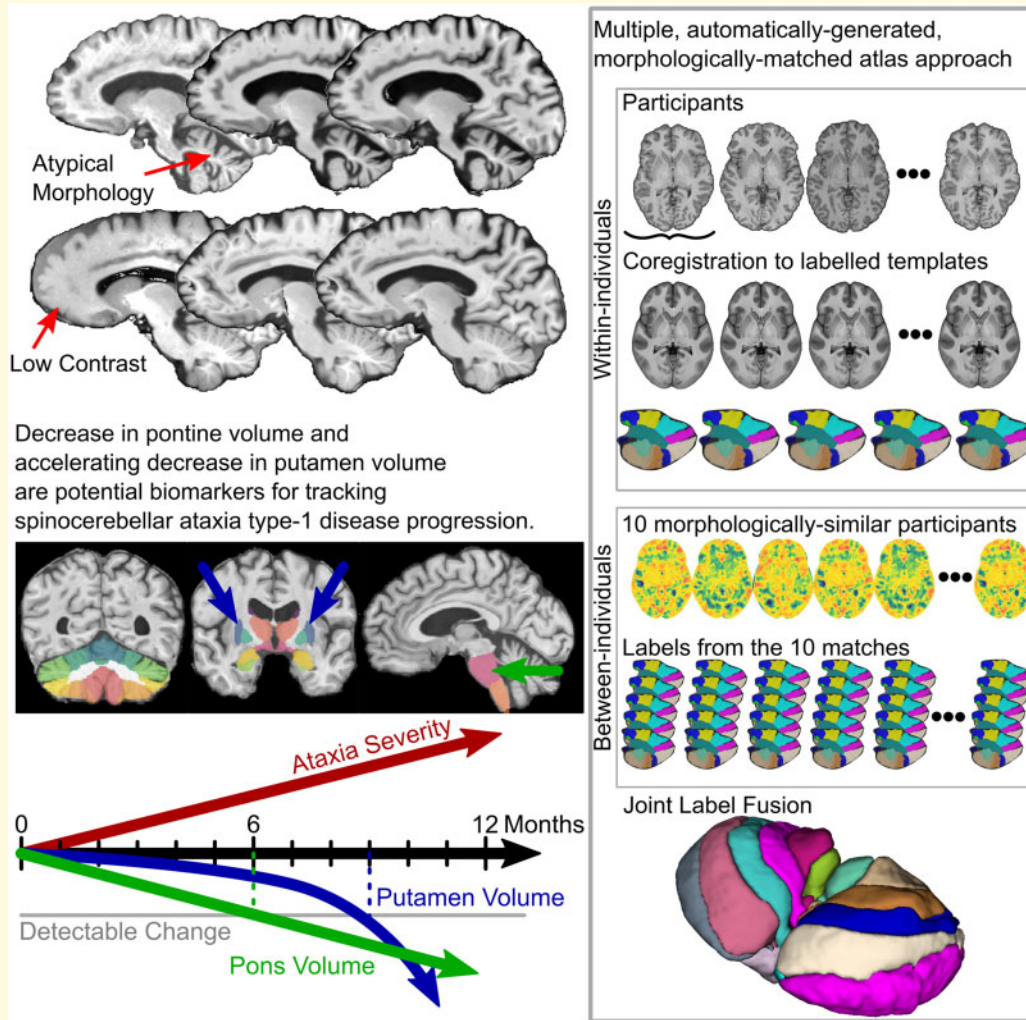 Atypical
Morphology
Low Contrast
Decrease in pontine volume and
accelerating decrease in putamen volume
are potential biomarkers for tracking
spinocerebellar ataxia type-1 disease progression.
Ataxia Severity
0
6
12 Months
Putamen Volume
Detectable Change
Pons Volume
Multiple, automatically-generated,
morphologically-matched atlas approach
Within-individuals
Participants
Coregistration to labelled templates
Between-individuals
10 morphologically-similar participants
Labels from the 10 matches
Joint Label Fusion